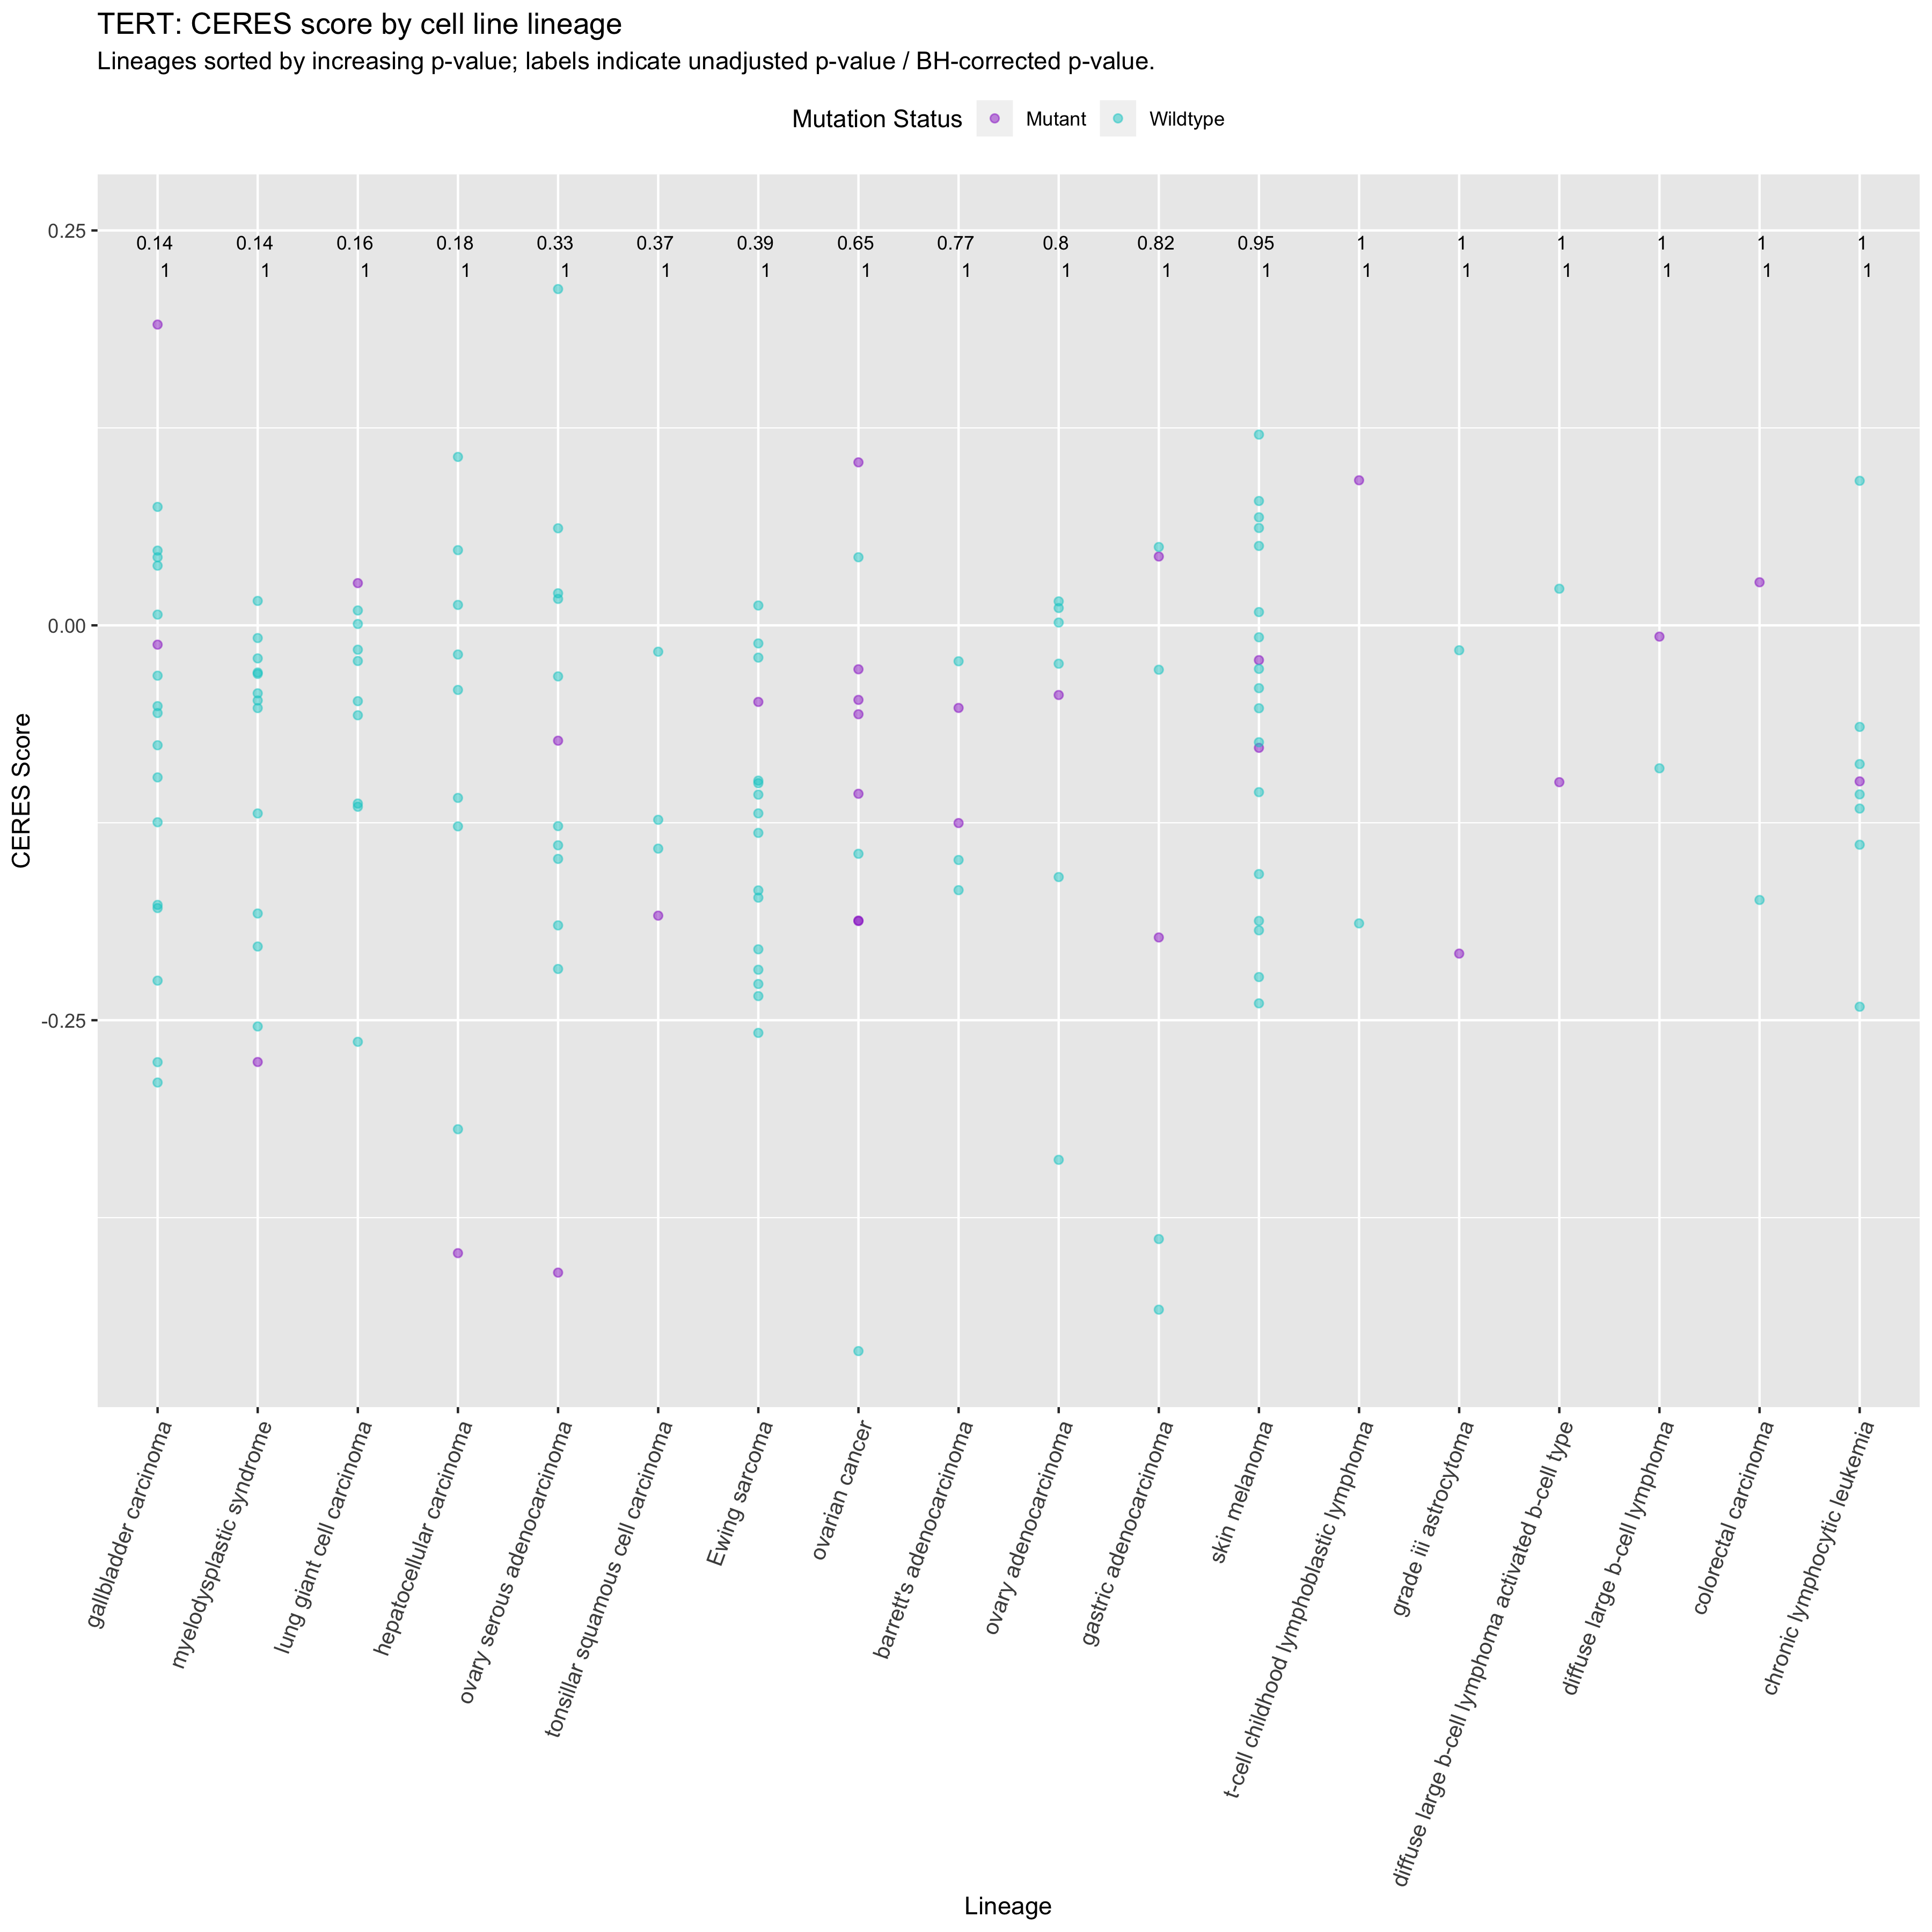 TERT: CERES score by cell line lineage
Lineages sorted by increasing p-value; labels indicate unadjusted p-value / BH-corrected p-value.
Mutation Status Mutant Wildtype
0.25
0.14 0.14 0.16 0.18 0.33 0.37 0.39 0.65 0.77 0.8 0.82 0.95 1 1 1 1 1 1
1 1 1 1 1 1 1 1 1 1 1 1 1 1 1 1 1 1
0.00
CERES Score
-0.25
gallbladder carcinoma
myelodysplastic syndrome
lung giant cell carcinoma
hepatocellular carcinoma
ovary serous adenocarcinoma
tonsillar squamous cell carcinoma
Ewing sarcoma
ovarian cancer
barrett's adenocarcinoma
ovary adenocarcinoma
gastric adenocarcinoma
skin melanoma
t-cell childhood lymphoblastic lymphoma
grade iii astrocytoma
diffuse large b-cell lymphoma activated b-cell type
diffuse large b-cell lymphoma
colorectal carcinoma
chronic lymphocytic leukemia
Lineage